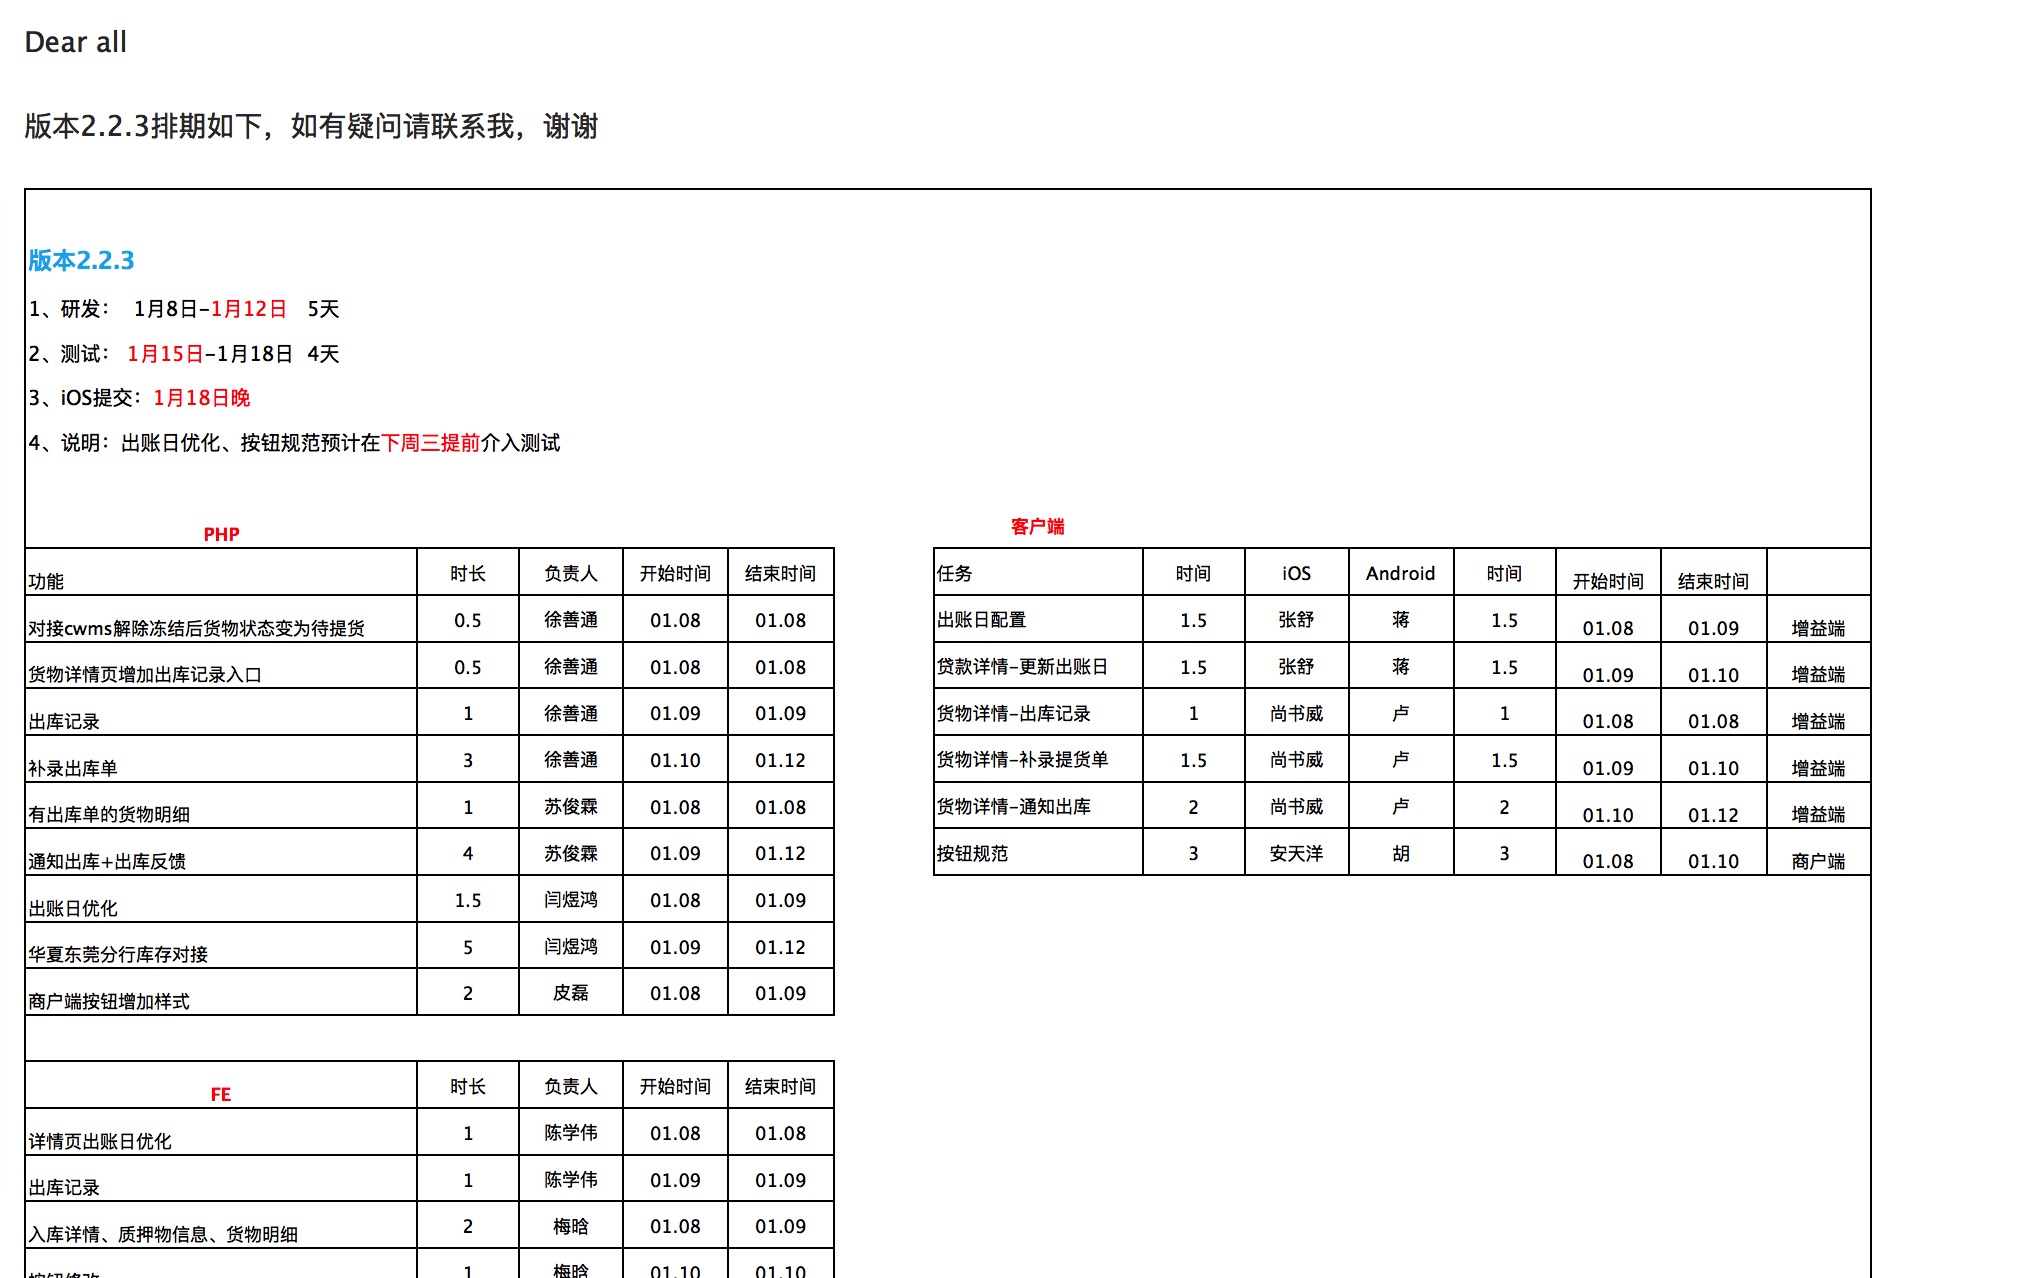 Dear all
版本2.2.3排期如下，如有疑问请联系我，谢谢
版本2.2.3
1、研发： 1月8日-1月12日 5天
2、测试： 1月15日-1月18日 4天
3、iOS提交：1月18日晚
4、说明：出账日优化、按钮规范预计在下周三提前介入测试
PHP
功能 时长 负责人 开始时间 结束时间
对接cwms解除冻结后货物状态变为待提货 0.5 徐善通 01.08 01.08
货物详情页增加出库记录入口 0.5 徐善通 01.08 01.08
出库记录 1 徐善通 01.09 01.09
补录出库单 3 徐善通 01.10 01.12
有出库单的货物明细 1 苏俊霖 01.08 01.08
通知出库+出库反馈 4 苏俊霖 01.09 01.12
出账日优化 1.5 闫煜鸿 01.08 01.09
华夏东莞分行库存对接 5 闫煜鸿 01.09 01.12
商户端按钮增加样式 2 皮磊 01.08 01.09
客户端
任务 时间 iOS Android 时间 开始时间 结束时间
出账日配置 1.5 张舒 蒋 1.5 01.08 01.09 增益端
贷款详情-更新出账日 1.5 张舒 蒋 1.5 01.09 01.10 增益端
货物详情-出库记录 1 尚书威 卢 1 01.08 01.08 增益端
货物详情-补录提货单 1.5 尚书威 卢 1.5 01.09 01.10 增益端
货物详情-通知出库 2 尚书威 卢 2 01.10 01.12 增益端
按钮规范 3 安天洋 胡 3 01.08 01.10 商户端
FE 时长 负责人 开始时间 结束时间
详情页出账日优化 1 陈学伟 01.08 01.08
出库记录 1 陈学伟 01.09 01.09
入库详情、质押物信息、货物明细 2 梅晗 01.08 01.09
1 梅晗 01.10 01.10